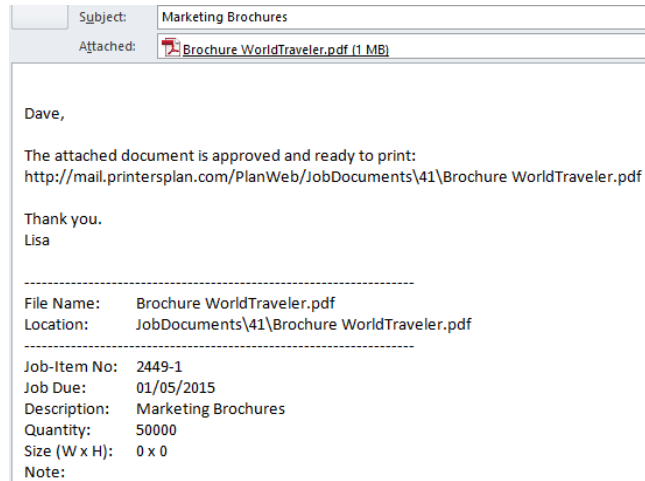 Subject: Marketing Brochures
Attached: Brochure WorldTraveler.pdf (1 MB)
Dave,
The attached document is approved and ready to print:
http://mail.printersplan.com/PlanWeb/JobDocuments\41\Brochure WorldTraveler.pdf
Thank you.
Lisa
--------------------------------------------------------------------
File Name: Brochure WorldTraveler.pdf
Location: JobDocuments\41\Brochure WorldTraveler.pdf
--------------------------------------------------------------------
Job-Item No: 2449-1
Job Due: 01/05/2015
Description: Marketing Brochures
Quantity: 50000
Size (W x H): 0 x 0
Note: